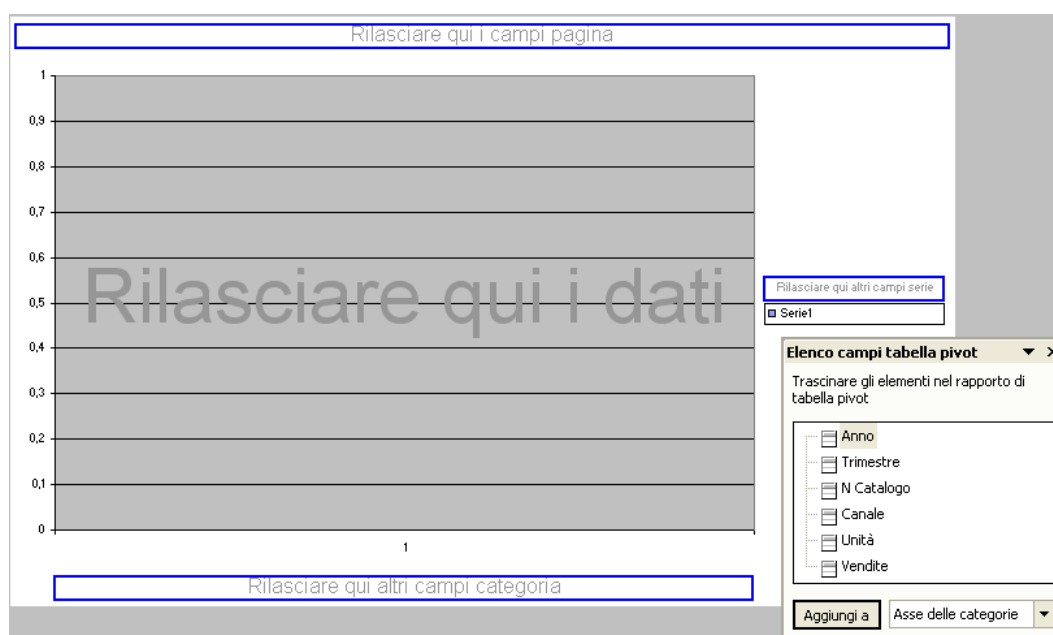 Rilasciare qui i campi pagina
1
0,9
0,8
0,7
0,6
0,5
0,4
0,3
0,2
0,1
0
Rilasciare qui i dati
1
Rilasciare qui altri campi categoria
Rilasciare qui altri campi serie
Serie1
Elenco campi tabella pivot
Trascinare gli elementi nel rapporto di
tabella pivot
Anno
Trimestre
N Catalogo
Canale
Unità
Vendite
Aggiungi a Asse delle categorie